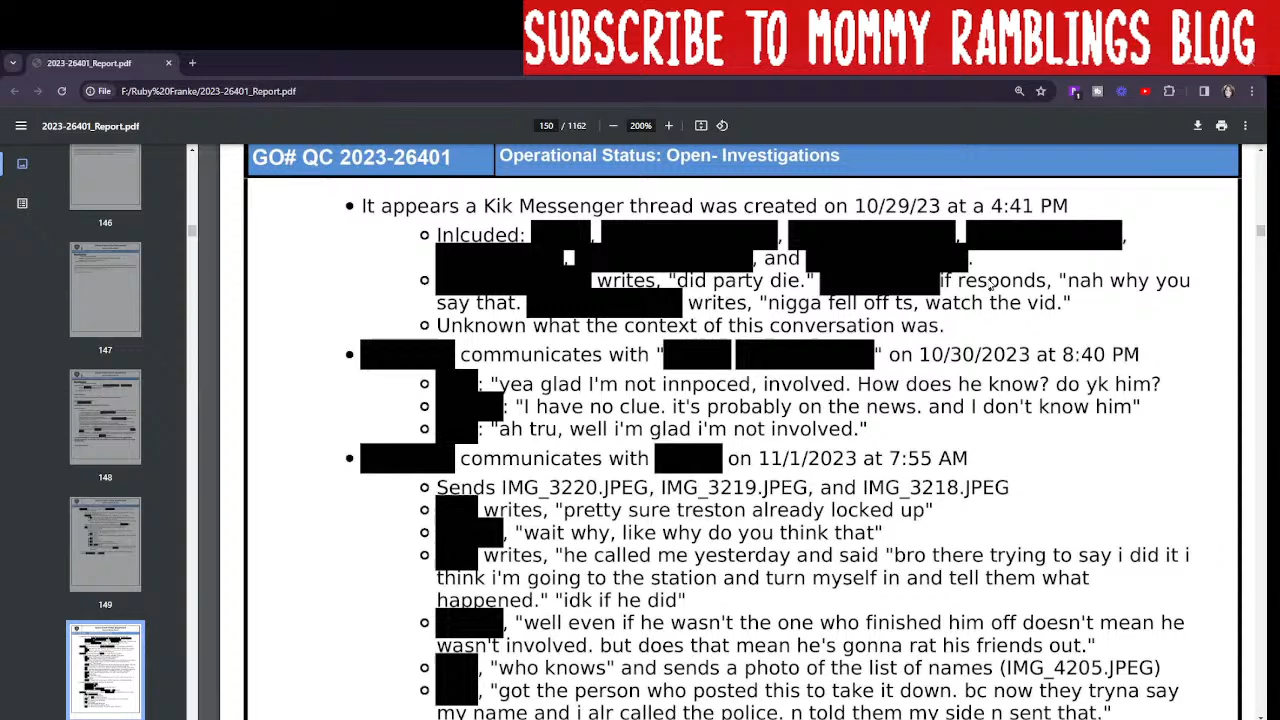 SUBSCRIBE TO MOMMY RAMBLINGS BLOG
2023-26401_Report.pdf
File F:/Ruby%20Franke/2023-26401_Report.pdf
2023-26401_Report.pdf 150 / 1162 200%
146
147
148
149
GO# QC 2023-26401 Operational Status: Open- Investigations
It appears a Kik Messenger thread was created on 10/29/23 at a 4:41 PM
Inlcuded: , , , ,
, , and .
writes, "did party die." if responds, "nah why you
say that. writes, "nigga fell off ts, watch the vid."
Unknown what the context of this conversation was.
communicates with " " on 10/30/2023 at 8:40 PM
: "yea glad I'm not innpoced, involved. How does he know? do yk him?
: "I have no clue. it's probably on the news. and I don't know him"
: "ah tru, well i'm glad i'm not involved."
communicates with on 11/1/2023 at 7:55 AM
Sends IMG_3220.JPEG, IMG_3219.JPEG, and IMG_3218.JPEG
writes, "pretty sure treston already locked up"
, "wait why, like why do you think that"
writes, "he called me yesterday and said "bro there trying to say i did it i
think i'm going to the station and turn myself in and tell them what
happened." "idk if he did"
"well even if he wasn't the one who finished him off doesn't mean he
wasn't involved. but does that mean he's gonna rat his friends out."
, "who knows" and sends a photo of the list of names (IMG_4205.JPEG)
, "got the person who posted this to take it down. bc now they tryna say
my name and i alr called the police. n told them my side n sent that."